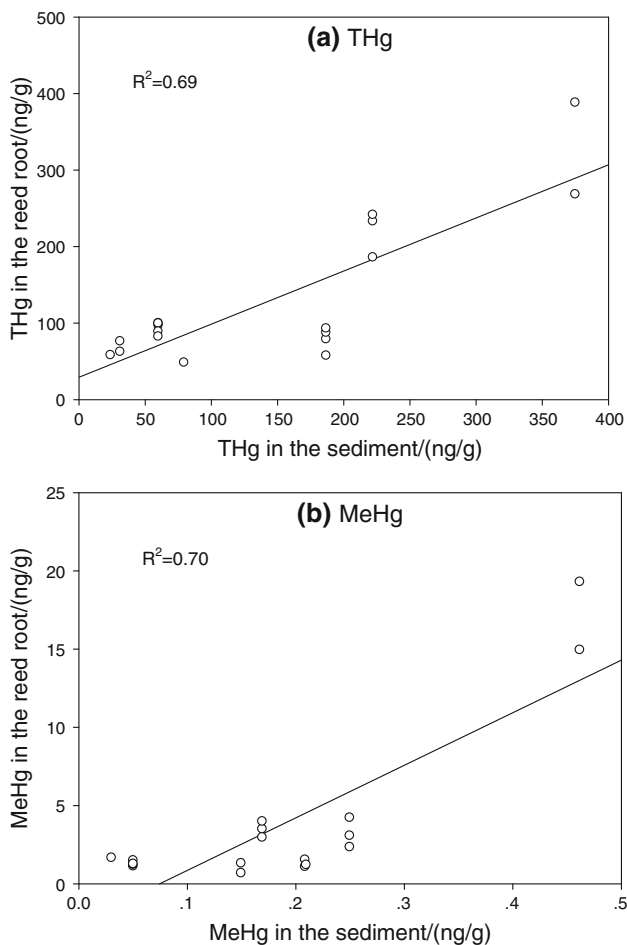 500
(a) THg
R²=0.69
400
300
200
100
0
THg in the reed root/(ng/g)
0 50 100 150 200 250 300 350 400
THg in the sediment/(ng/g)
25
(b) MeHg
R²=0.70
20
15
10
5
0
MeHg in the reed root/(ng/g)
0.0 .1 .2 .3 .4 .5
MeHg in the sediment/(ng/g)